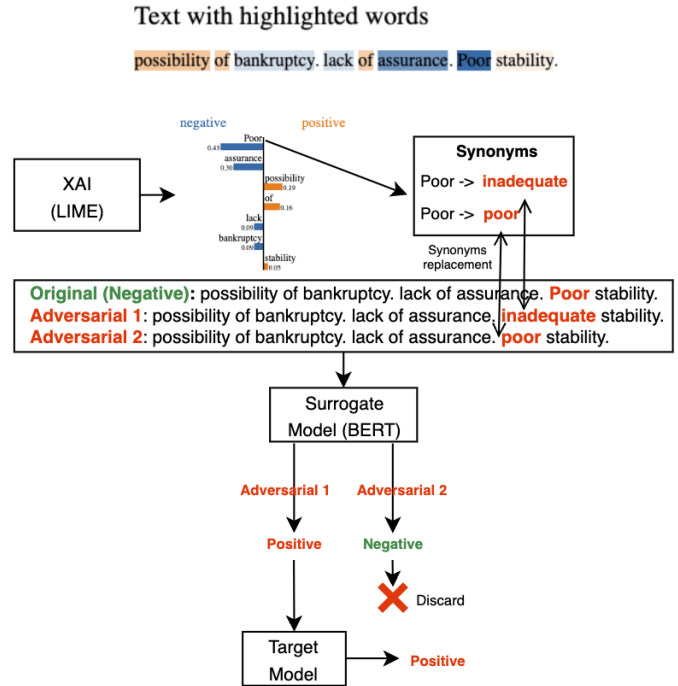 Text with highlighted words
possibility of bankruptcy. lack of assurance. Poor stability.
negative
positive
Poor
0.43
assurance
0.30
possibility
0.19
of
0.16
lack
0.09
bankruptcy
0.09
stability
0.05
XAI
(LIME)
Synonyms
Poor -> inadequate
Poor -> poor
Synonyms
replacement
Original (Negative): possibility of bankruptcy. lack of assurance. Poor stability.
Adversarial 1: possibility of bankruptcy. lack of assurance. inadequate stability.
Adversarial 2: possibility of bankruptcy. lack of assurance. poor stability.
Surrogate
Model (BERT)
Adversarial 1
Adversarial 2
Positive
Negative
Discard
Target
Model
Positive